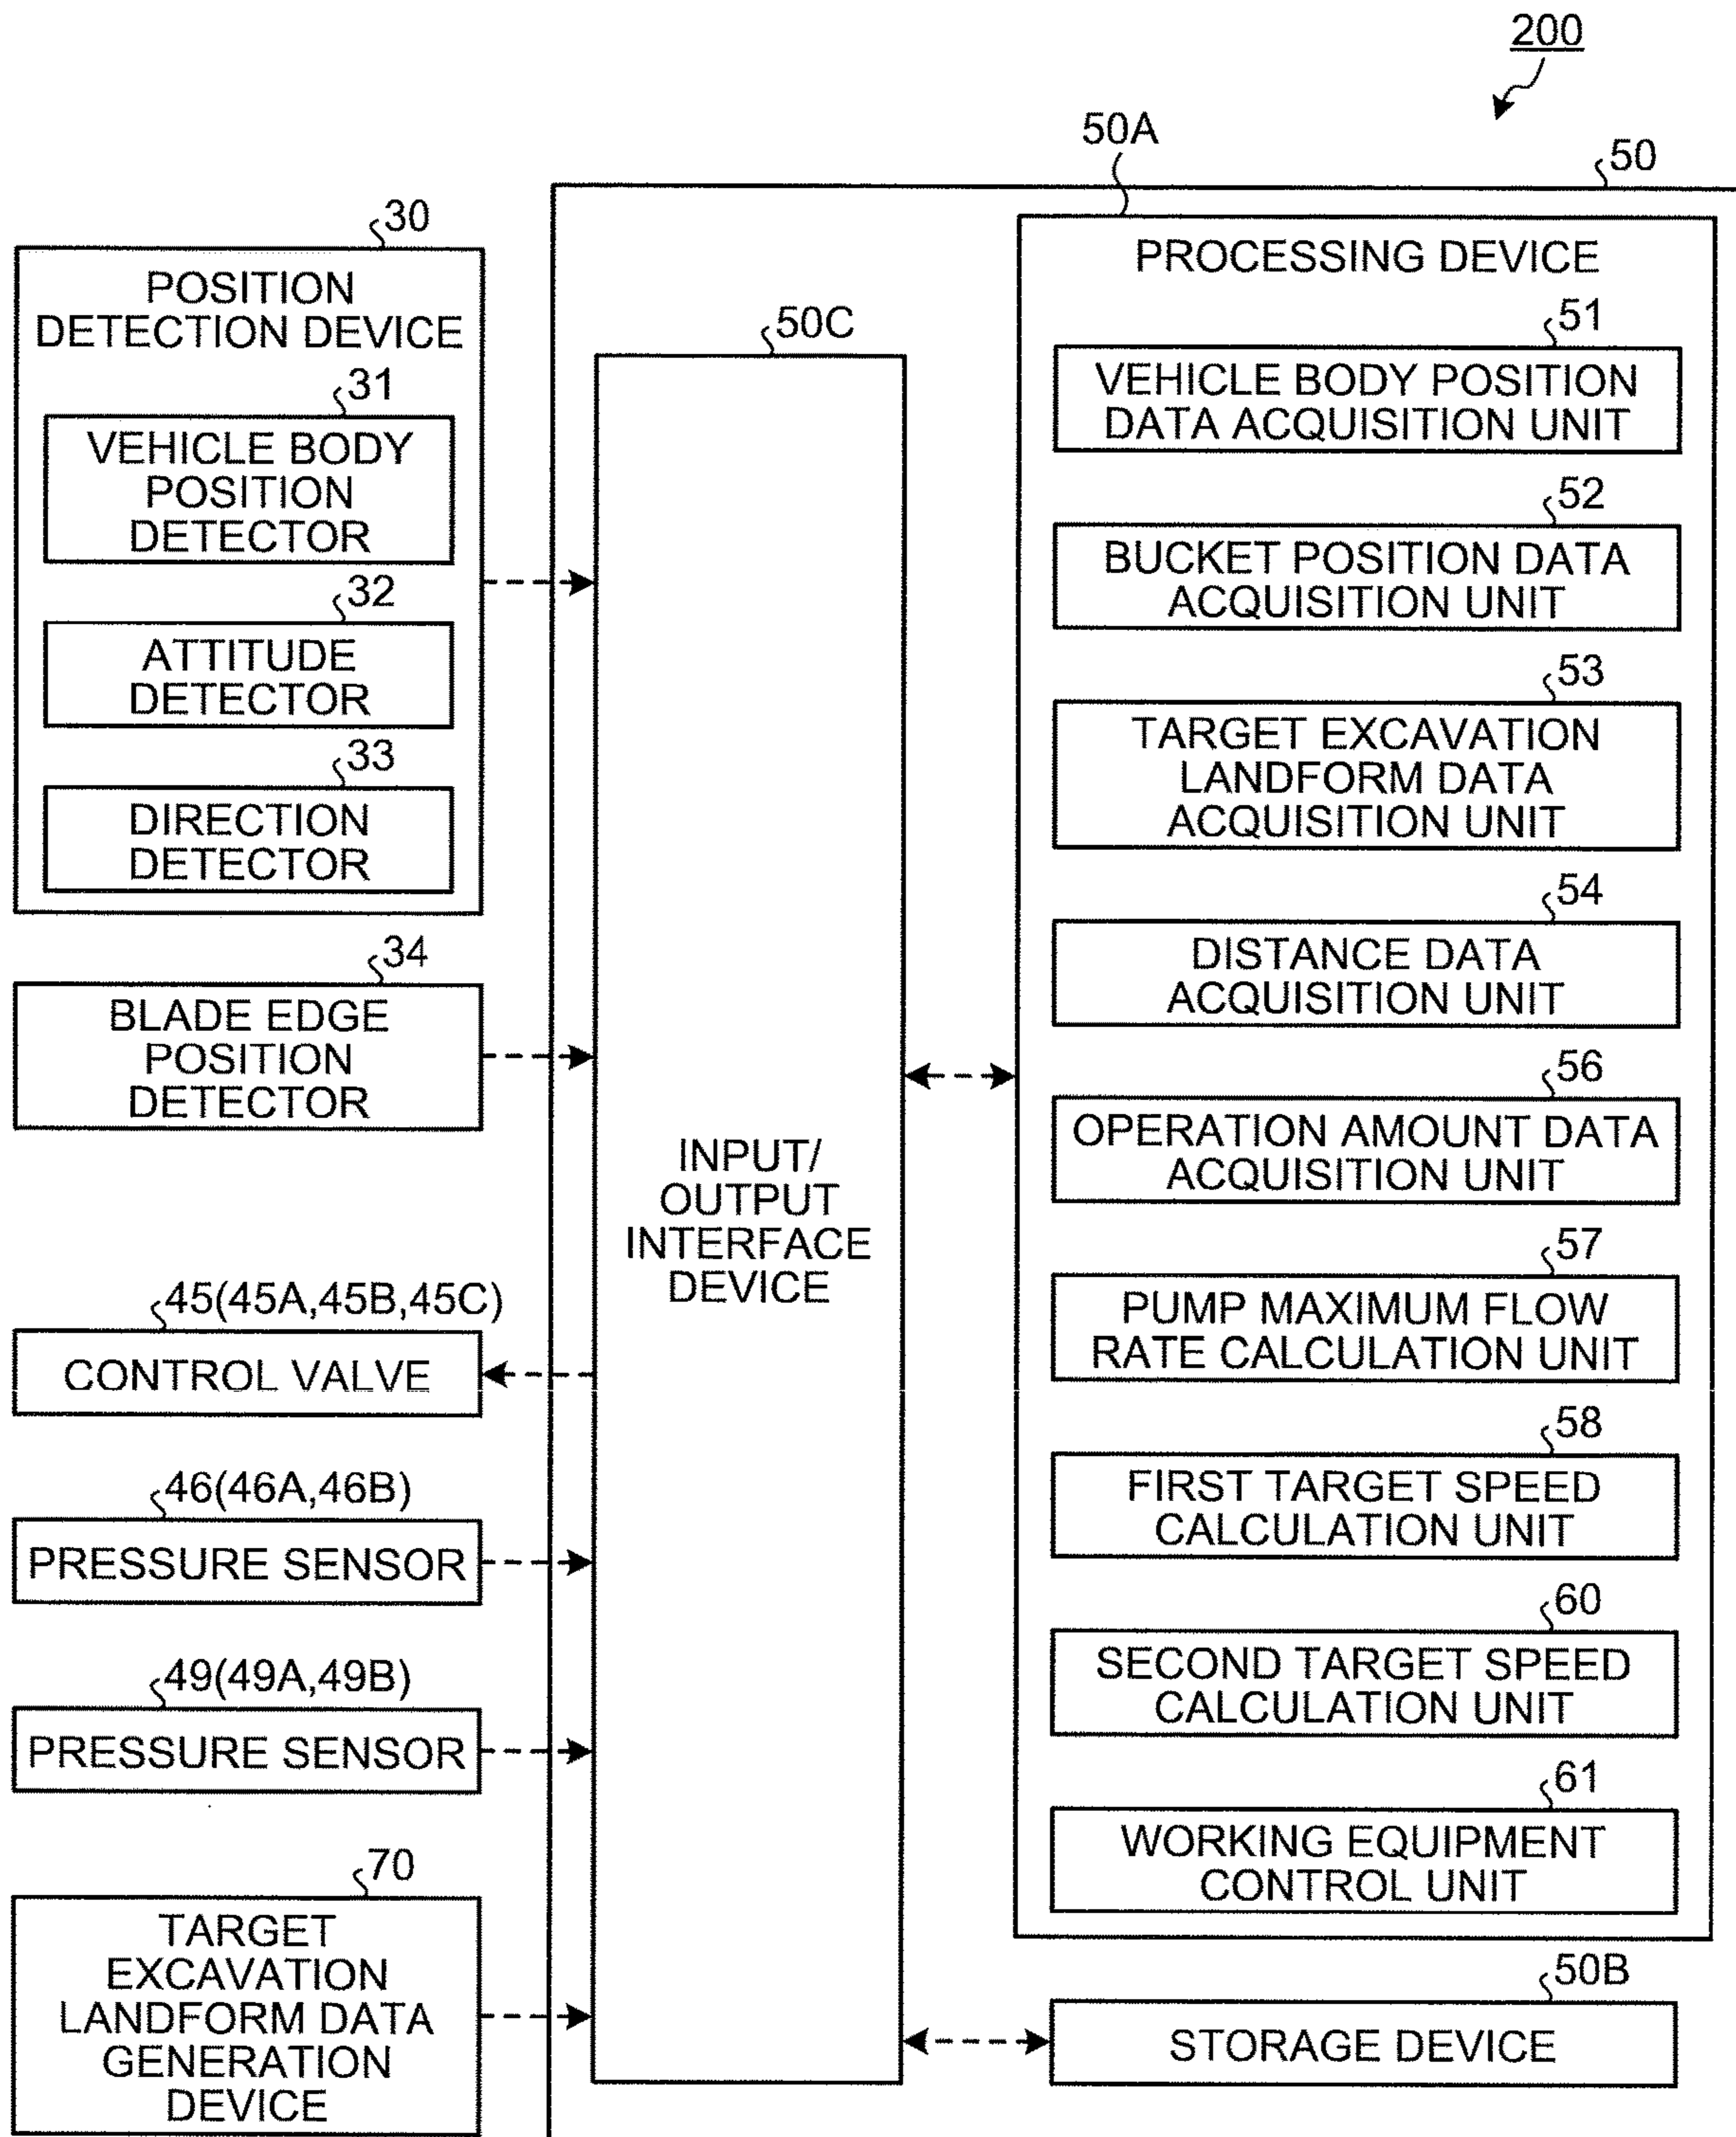 200
50A
50
30
POSITION
DETECTION DEVICE
31
VEHICLE BODY
POSITION
DETECTOR
32
ATTITUDE
DETECTOR
33
DIRECTION
DETECTOR
34
BLADE EDGE
POSITION
DETECTOR
45(45A,45B,45C)
CONTROL VALVE
46(46A,46B)
PRESSURE SENSOR
49(49A,49B)
PRESSURE SENSOR
70
TARGET
EXCAVATION
LANDFORM DATA
GENERATION
DEVICE
50C
INPUT/
OUTPUT
INTERFACE
DEVICE
PROCESSING DEVICE
51
VEHICLE BODY POSITION
DATA ACQUISITION UNIT
52
BUCKET POSITION DATA
ACQUISITION UNIT
53
TARGET EXCAVATION
LANDFORM DATA
ACQUISITION UNIT
54
DISTANCE DATA
ACQUISITION UNIT
56
OPERATION AMOUNT DATA
ACQUISITION UNIT
57
PUMP MAXIMUM FLOW
RATE CALCULATION UNIT
58
FIRST TARGET SPEED
CALCULATION UNIT
60
SECOND TARGET SPEED
CALCULATION UNIT
61
WORKING EQUIPMENT
CONTROL UNIT
50B
STORAGE DEVICE